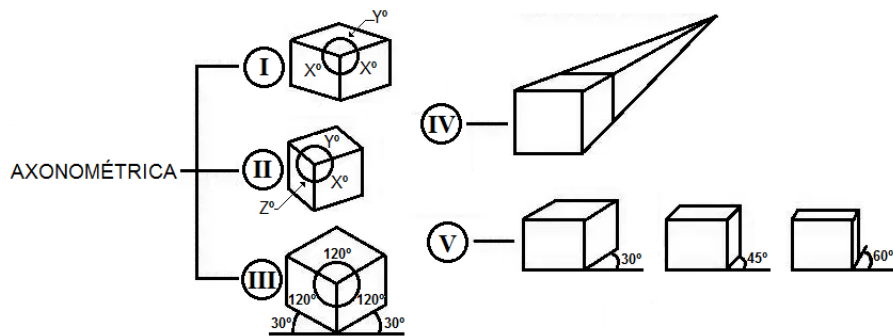 AXONOMÉTRICA
I
Yº
Xº Xº
II
Yº
Xº
Zº
III
120º
120º 120º
30º 30º
IV
V
30º
45º
60º